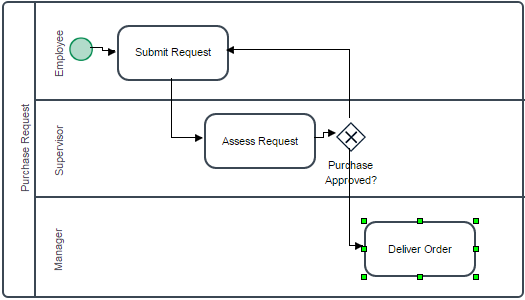 Purchase Request
Employee
Submit Request
Supervisor
Assess Request
Purchase
Approved?
Manager
Deliver Order